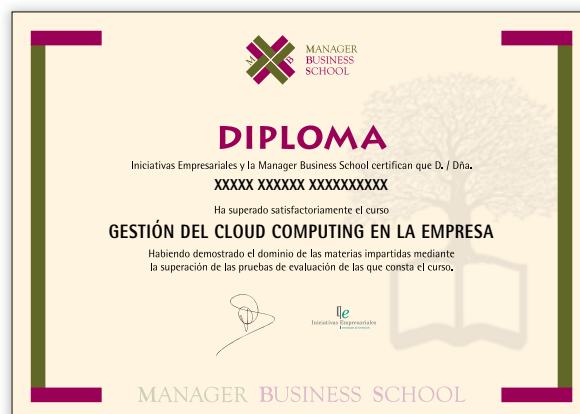 M B
MANAGER
BUSINESS
SCHOOL
DIPLOMA
Iniciativas Empresariales y la Manager Business School certifican que D. / Dña.
XXXXX XXXXXX XXXXXXXXXX
Ha superado satisfactoriamente el curso
GESTIÓN DEL CLOUD COMPUTING EN LA EMPRESA
Habiendo demostrado el dominio de las materias impartidas mediante
la superación de las pruebas de evaluación de las que consta el curso.
Ie
Iniciativas Empresariales
MANAGER BUSINESS SCHOOL